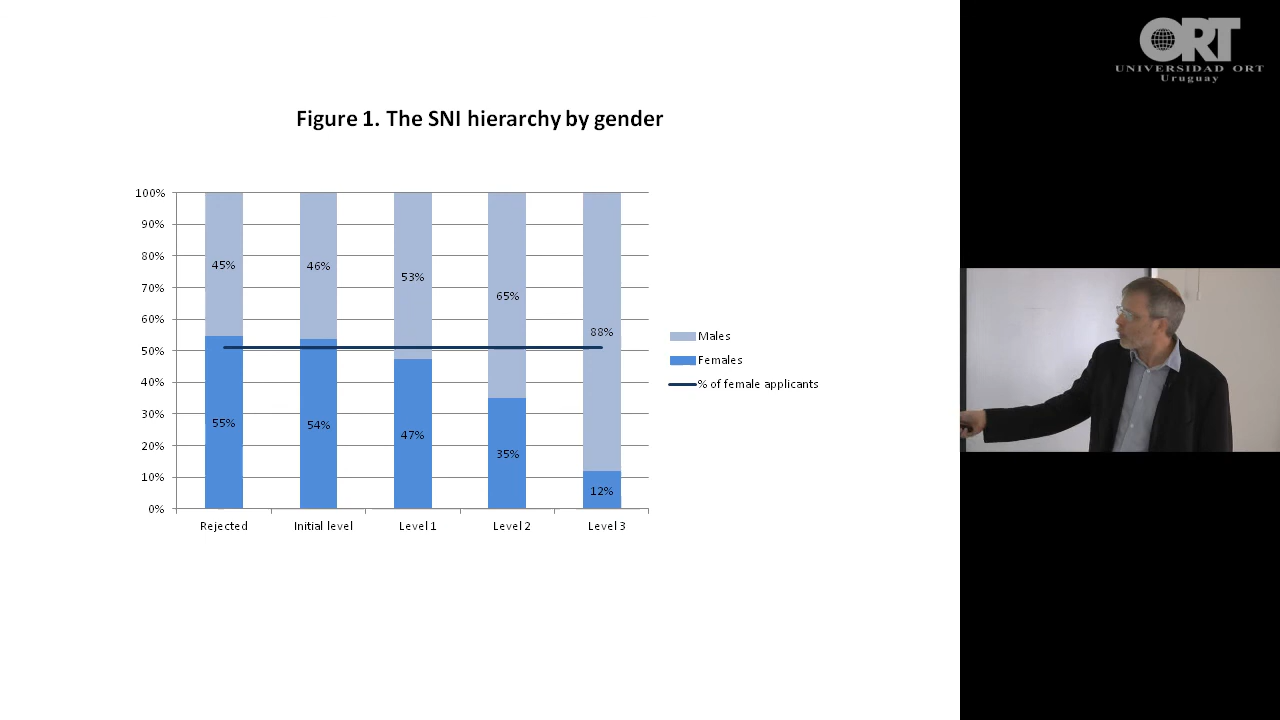 Figure 1. The SNI hierarchy by gender
100%
90%
80%
70%
60%
50%
40%
30%
20%
10%
0%
45%
46%
53%
65%
88%
55%
54%
47%
35%
12%
Rejected
Initial level
Level 1
Level 2
Level 3
Males
Females
% of female applicants
ORT
UNIVERSIDAD ORT
Uruguay